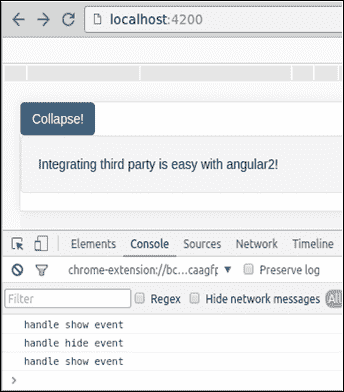 localhost:4200
Collapse!
Integrating third party is easy with angular2!
Elements Console Sources Network Timeline
chrome-extension://bc...caagfp ▼ Preserve log
Filter Regex Hide network messages All
handle show event
handle hide event
handle show event
>